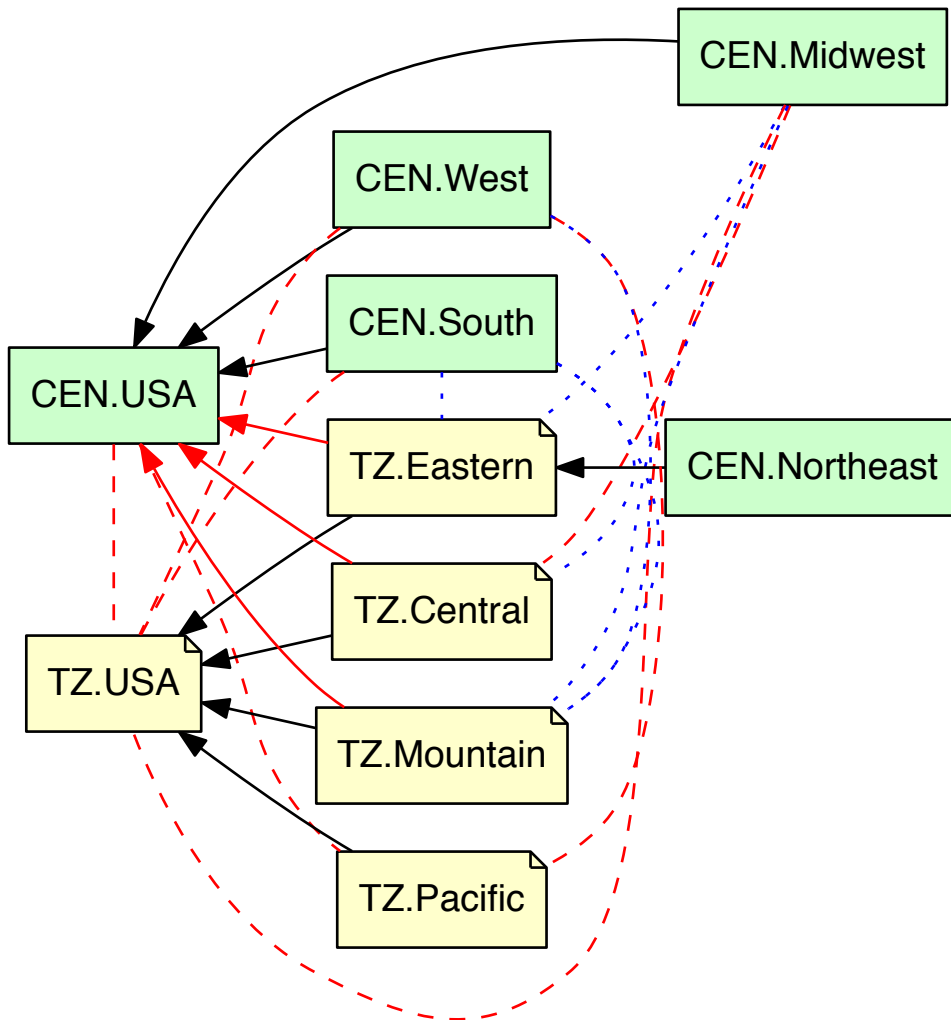 CEN.Midwest
CEN.West
CEN.South
CEN.USA
TZ.Eastern
CEN.Northeast
TZ.Central
TZ.USA
TZ.Mountain
TZ.Pacific